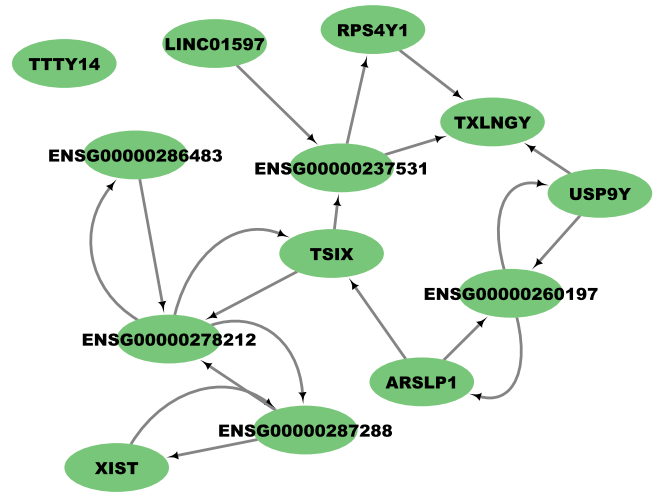 RPS4Y1
LINC01597
TTTY14
TXLNGY
ENSG00000286483
ENSG00000237531
USP9Y
TSIX
ENSG00000260197
ENSG00000278212
ARSLP1
ENSG00000287288
XIST